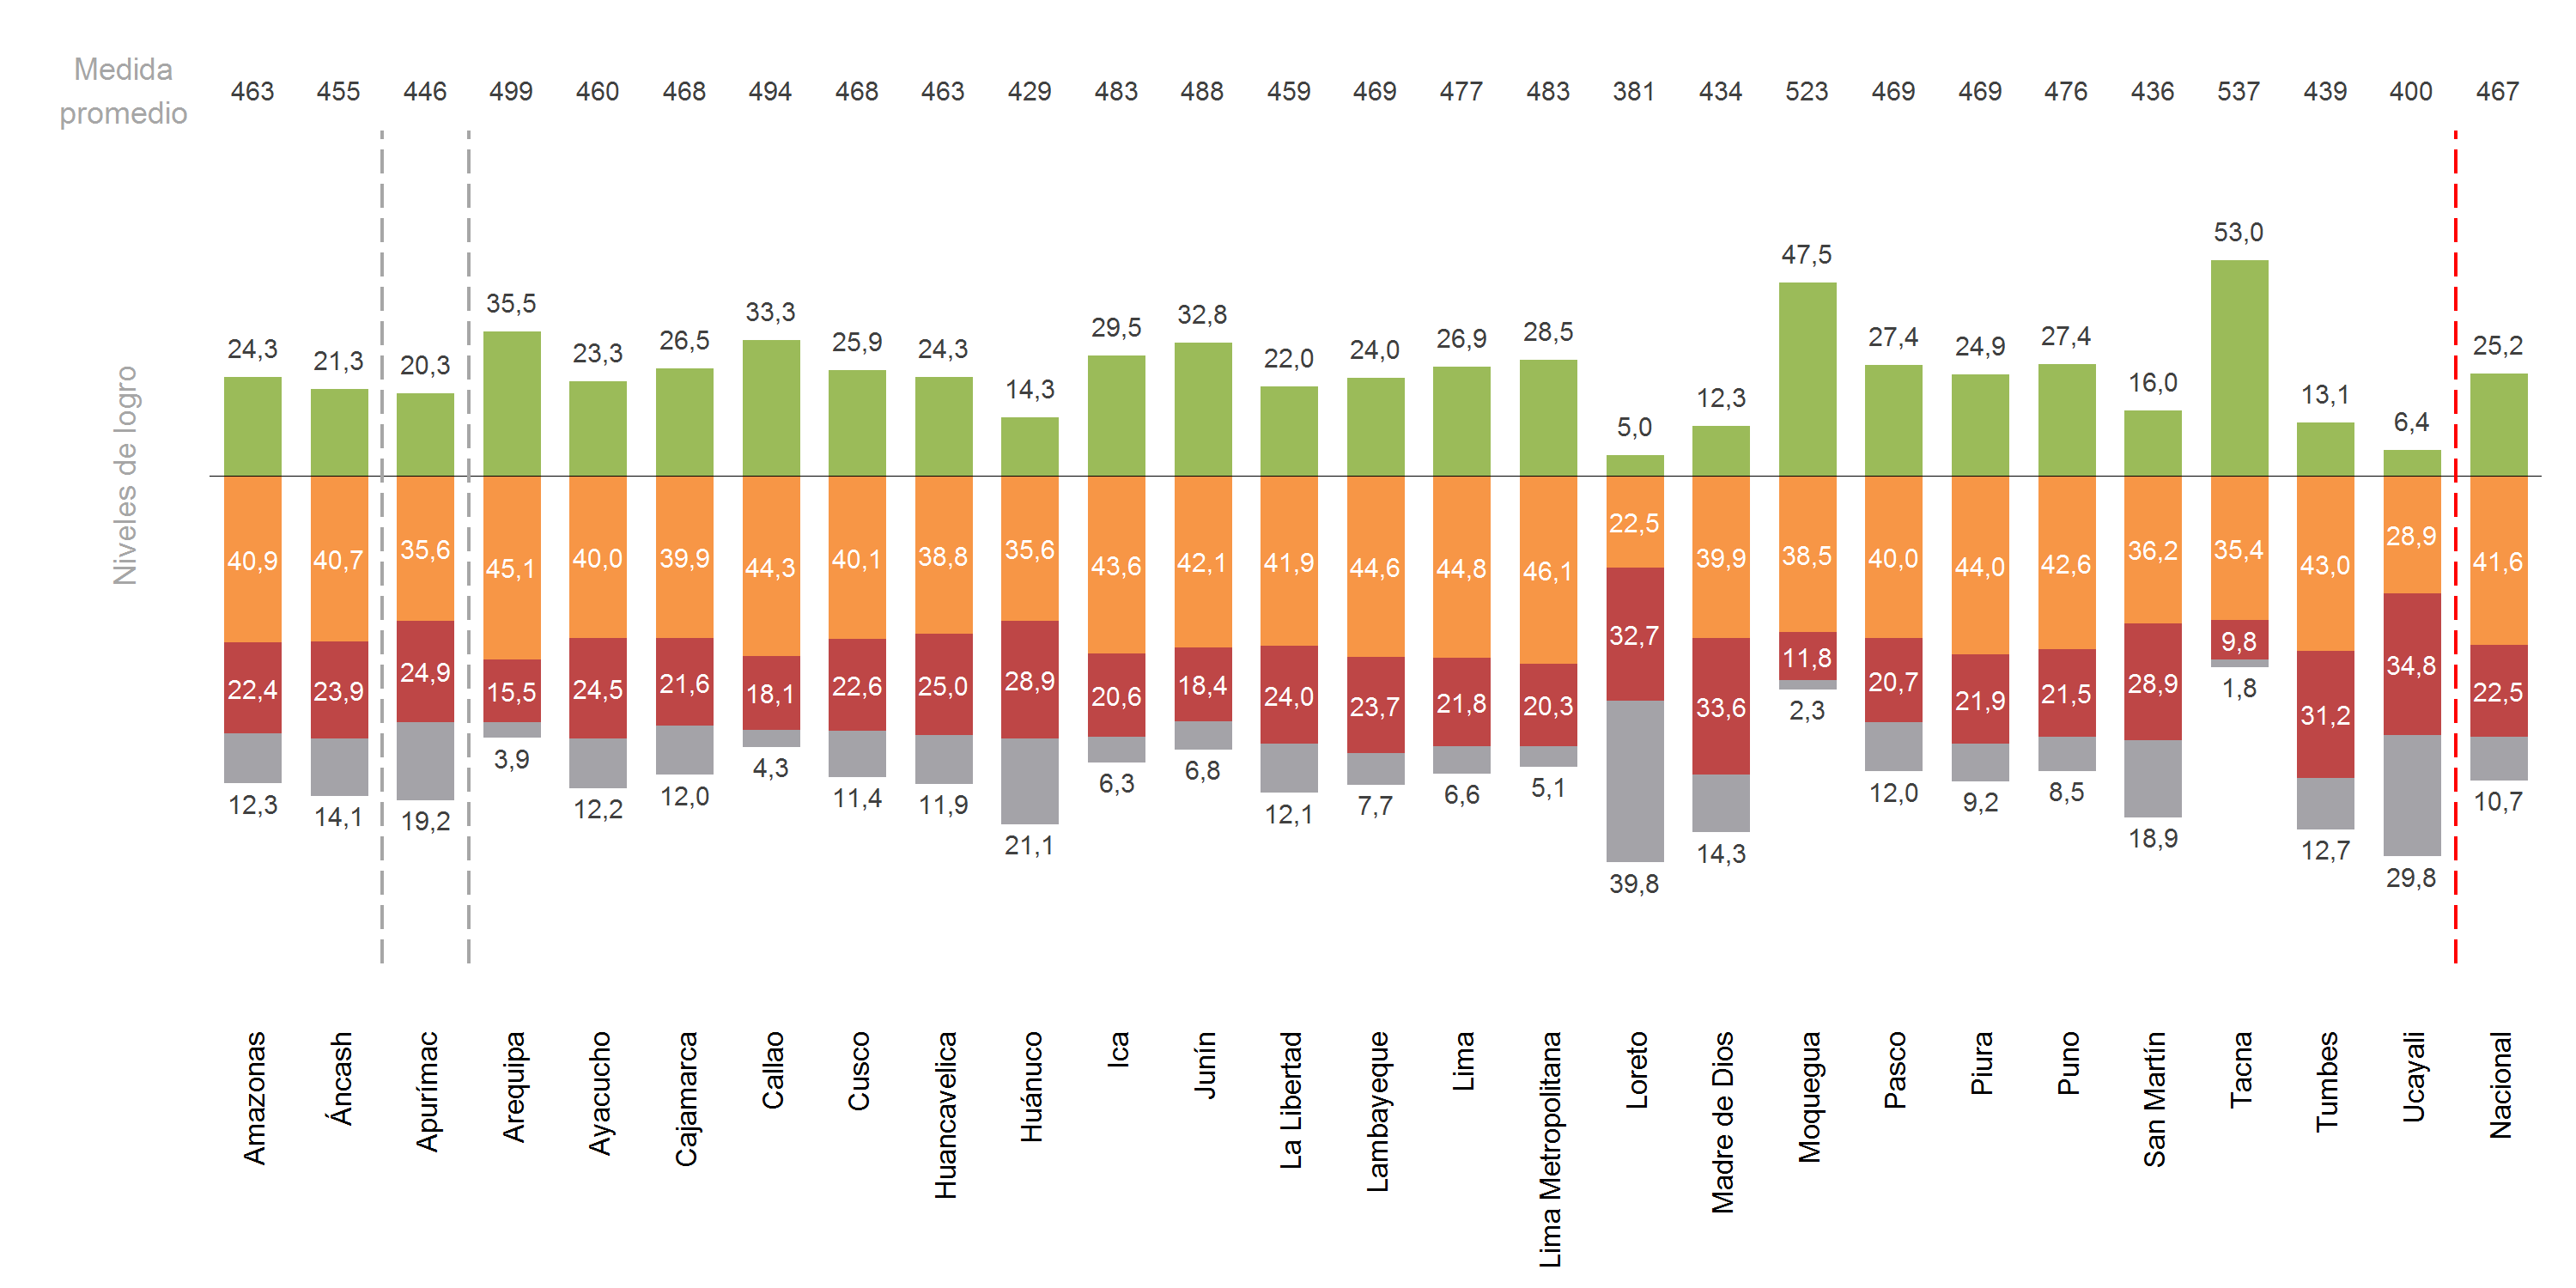 Medida
promedio
463 455 446 499 460 468 494 468 463 429 483 488 459 469 477 483 381 434 523 469 469 476 436 537 439 400 467
Niveles de logro
24,3 21,3 20,3 35,5 23,3 26,5 33,3 25,9 24,3 14,3 29,5 32,8 22,0 24,0 26,9 28,5 5,0 12,3 47,5 27,4 24,9 27,4 16,0 53,0 13,1 6,4 25,2
40,9 40,7 35,6 45,1 40,0 39,9 44,3 40,1 38,8 35,6 43,6 42,1 41,9 44,6 44,8 46,1 22,5 39,9 38,5 40,0 44,0 42,6 36,2 35,4 43,0 28,9 41,6
22,4 23,9 24,9 15,5 24,5 21,6 18,1 22,6 25,0 28,9 20,6 18,4 24,0 23,7 21,8 20,3 32,7 33,6 11,8 20,7 21,9 21,5 28,9 9,8 31,2 34,8 22,5
12,3 14,1 19,2 3,9 12,2 12,0 4,3 11,4 11,9 21,1 6,3 6,8 12,1 7,7 6,6 5,1 39,8 14,3 2,3 12,0 9,2 8,5 18,9 1,8 12,7 29,8 10,7
Amazonas
Áncash
Apurímac
Arequipa
Ayacucho
Cajamarca
Callao
Cusco
Huancavelica
Huánuco
Ica
Junín
La Libertad
Lambayeque
Lima
Lima Metropolitana
Loreto
Madre de Dios
Moquegua
Pasco
Piura
Puno
San Martín
Tacna
Tumbes
Ucayali
Nacional